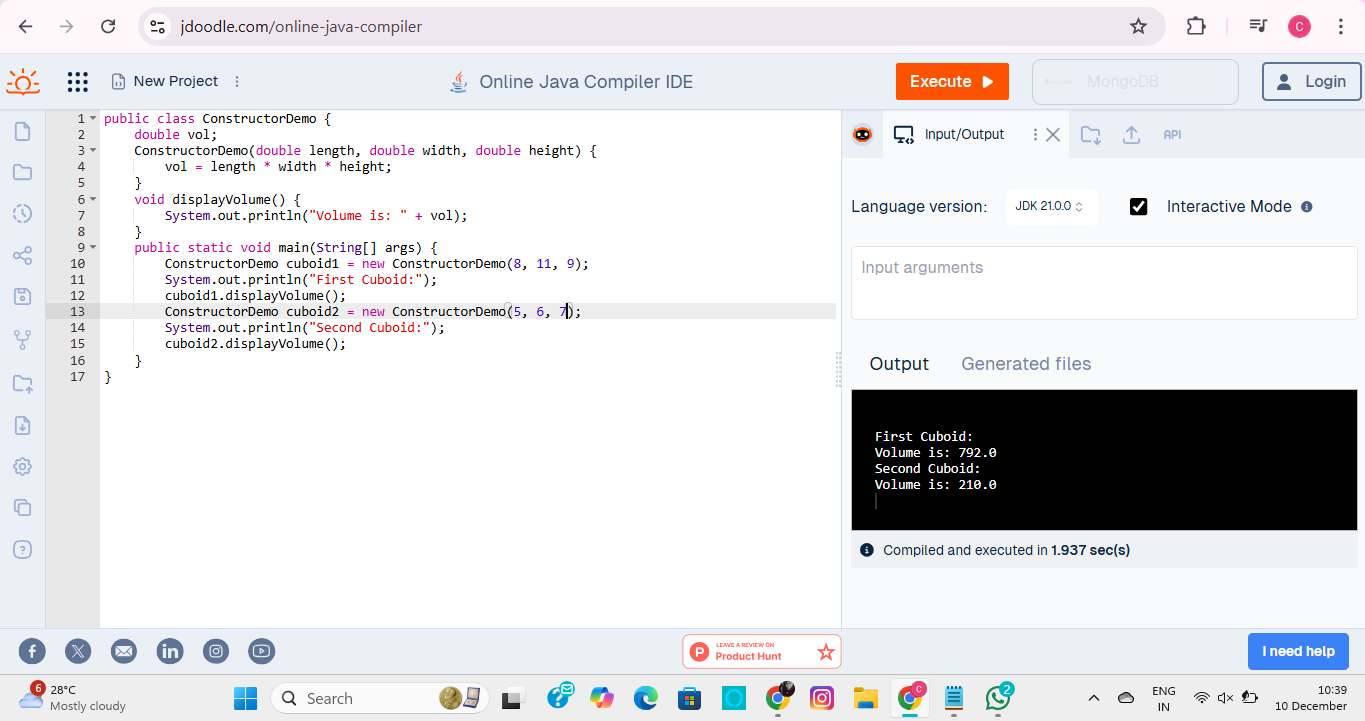 jdoodle.com/online-java-compiler
C
New Project
Online Java Compiler IDE
Execute
MongoDB
Login
1 public class ConstructorDemo {
2     double vol;
3     ConstructorDemo(double length, double width, double height) {
4         vol = length * width * height;
5     }
6     void displayVolume() {
7         System.out.println("Volume is: " + vol);
8     }
9     public static void main(String[] args) {
10         ConstructorDemo cuboid1 = new ConstructorDemo(8, 11, 9);
11         System.out.println("First Cuboid:");
12         cuboid1.displayVolume();
13         ConstructorDemo cuboid2 = new ConstructorDemo(5, 6, 7);
14         System.out.println("Second Cuboid:");
15         cuboid2.displayVolume();
16     }
17 }
Input/Output
API
Language version:
JDK 21.0.0
Interactive Mode
Input arguments
Output
Generated files
First Cuboid:
Volume is: 792.0
Second Cuboid:
Volume is: 210.0
Compiled and executed in 1.937 sec(s)
LEAVE A REVIEW ON
P Product Hunt
I need help
6
28°C
Mostly cloudy
Search
C
2
ENG
IN
10:39
10 December